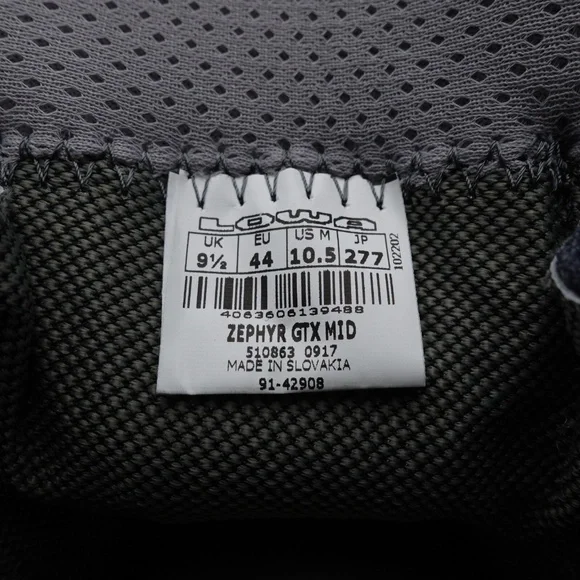 LOWA
UK EU US M JP
9½ 44 10.5 277
102202
4063606139488
ZEPHYR GTX MID
510863 0917
MADE IN SLOVAKIA
91-42908